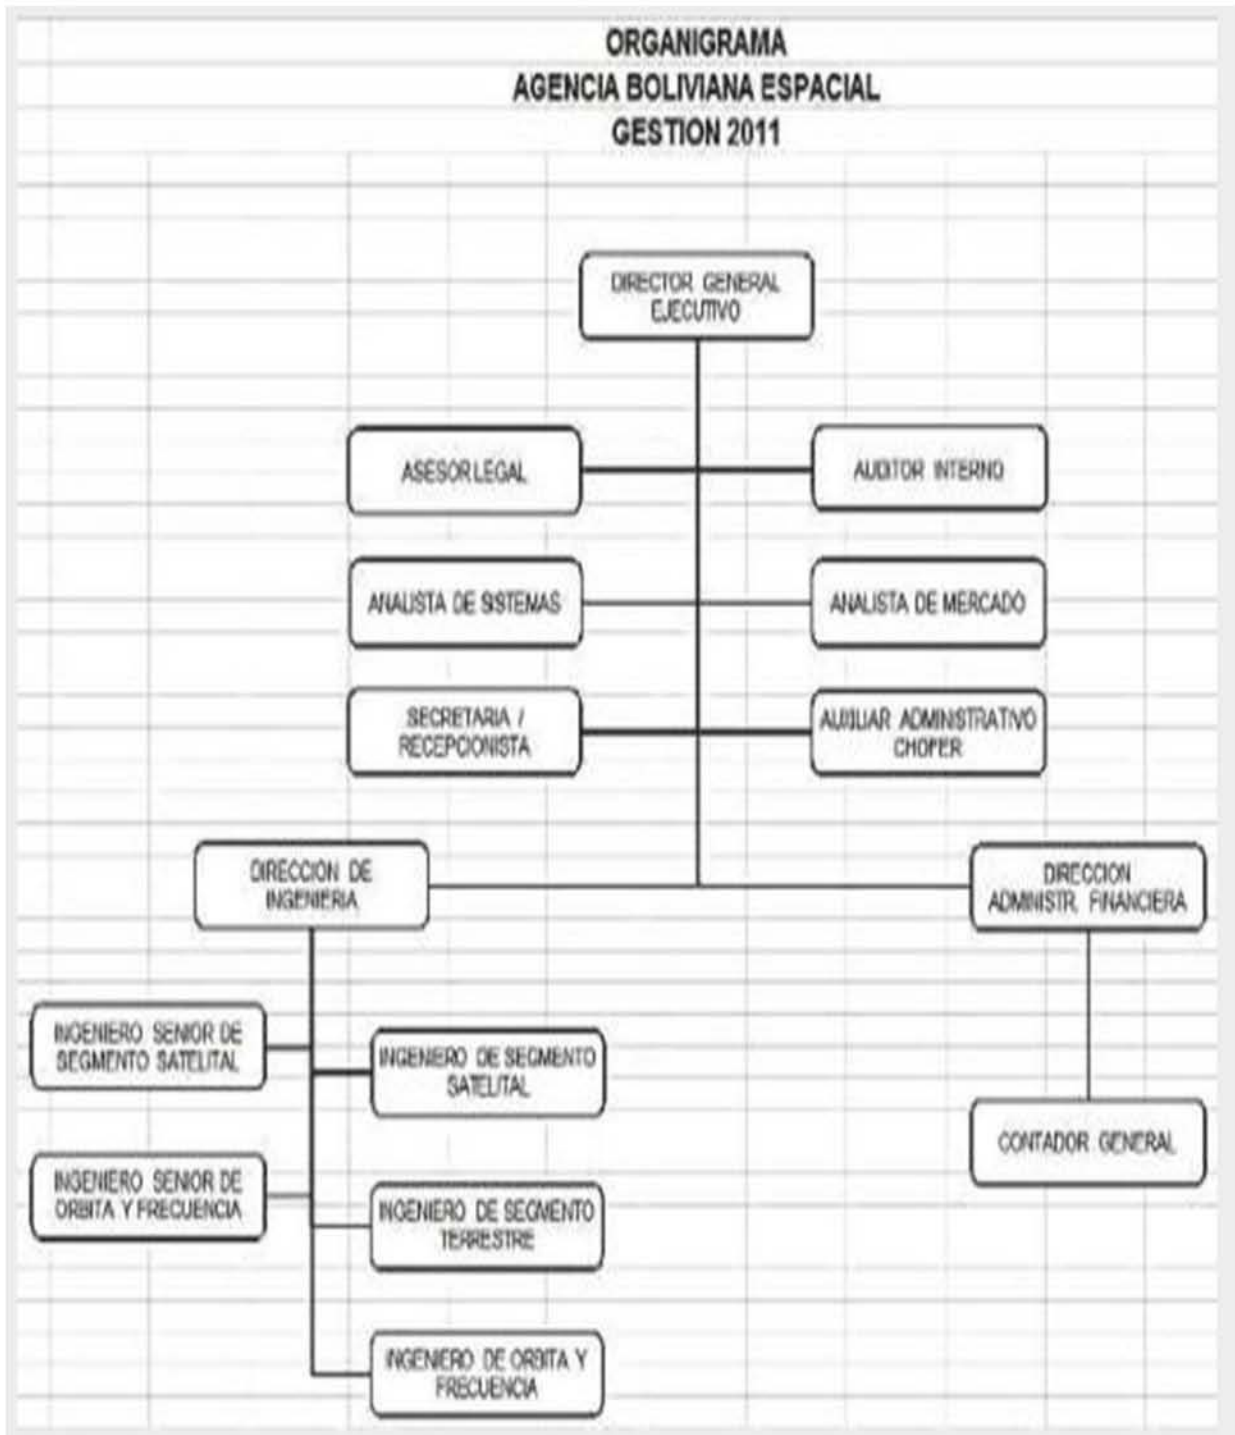 ORGANIGRAMA
AGENCIA BOLIVIANA ESPACIAL
GESTION 2011
DIRECTOR GENERAL
EJECUTIVO
ASESOR LEGAL
AUDITOR INTERNO
ANALISTA DE SISTEMAS
ANALISTA DE MERCADO
SECRETARIA /
RECEPCIONISTA
AUXILIAR ADMINISTRATIVO
CHOFER
DIRECCION DE
INGENIERIA
DIRECCION
ADMINISTR. FINANCIERA
INGENIERO SENIOR DE
SEGMENTO SATELITAL
INGENIERO DE SEGMENTO
SATELITAL
CONTADOR GENERAL
INGENIERO SENIOR DE
ORBITA Y FRECUENCIA
INGENIERO DE SEGMENTO
TERRESTRE
INGENIERO DE ORBITA Y
FRECUENCIA